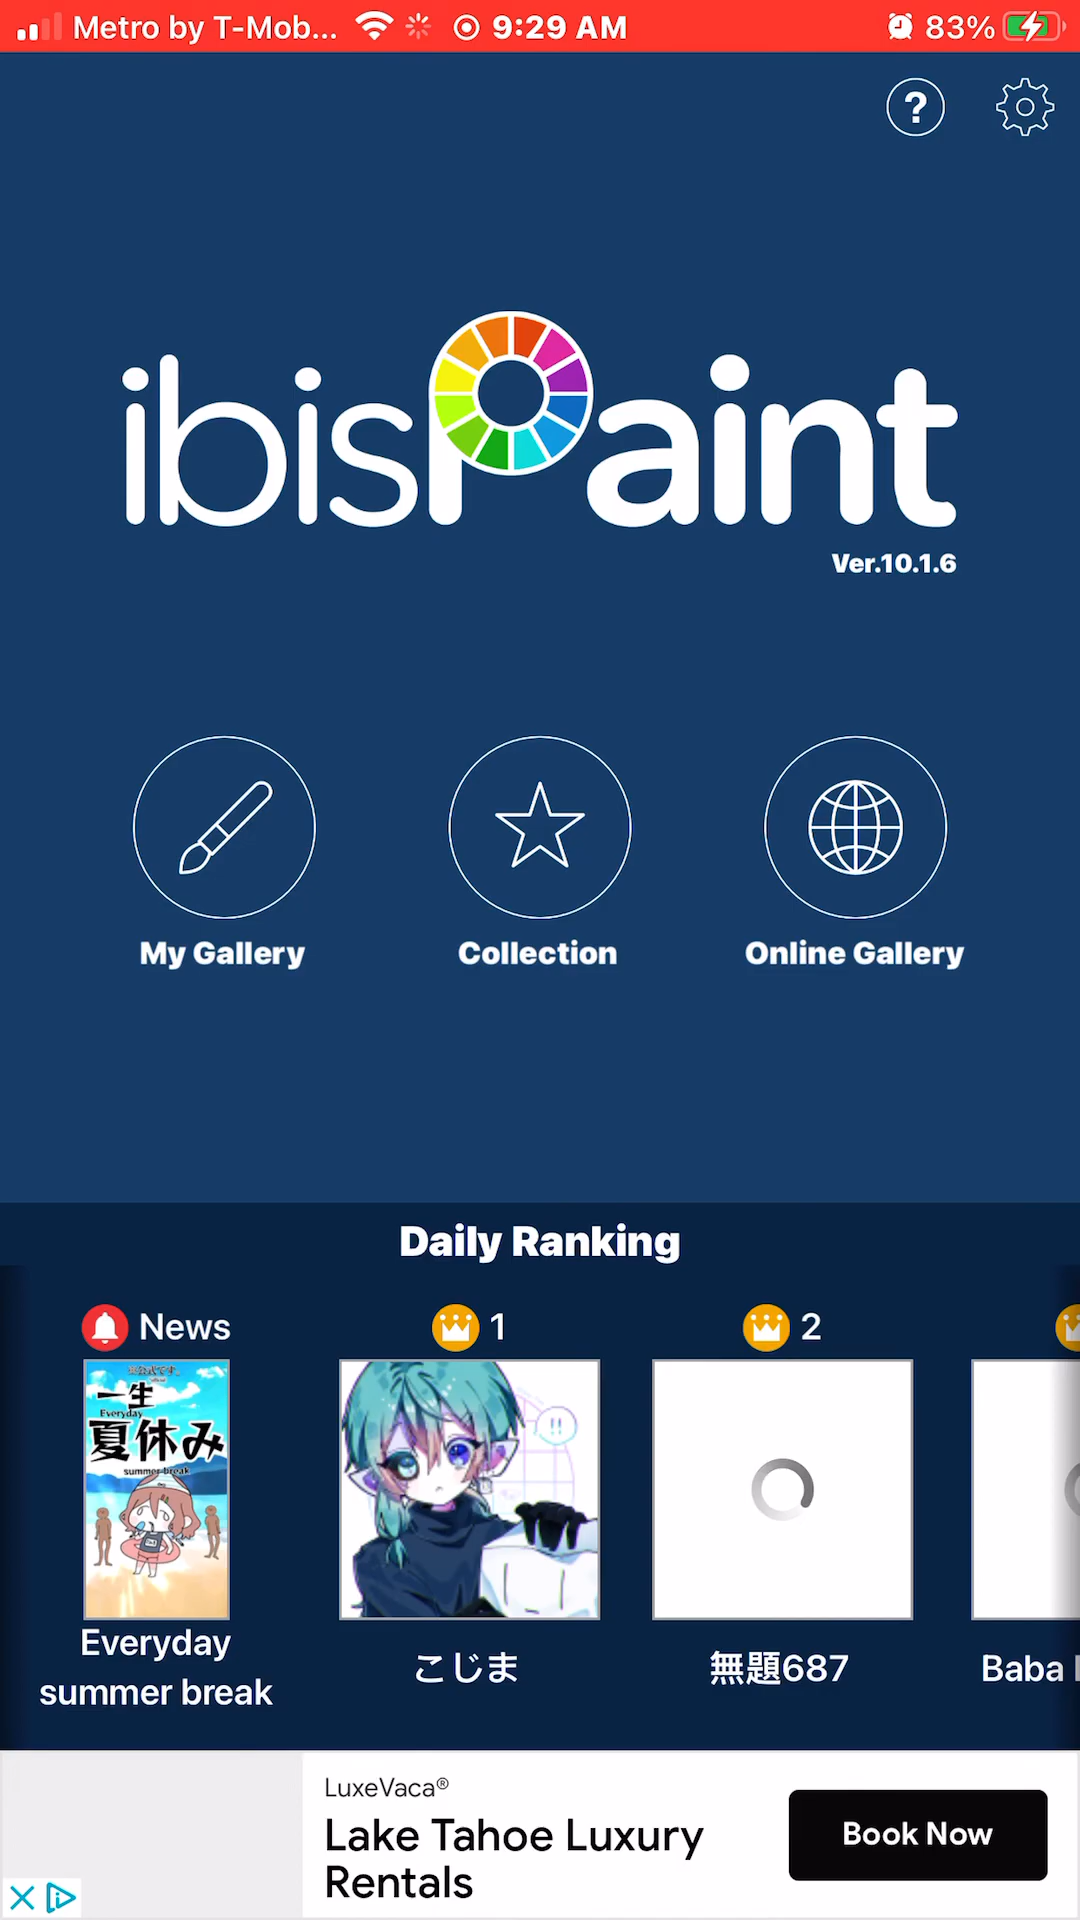 Metro by T-Mob... 9:29 AM 83%
?
ibisPaint
Ver.10.1.6
My Gallery Collection Online Gallery
Daily Ranking
News 1 2
一生
Everyday
夏休み
summer break
!!
Everyday
summer break
こじま
無題687
Baba
LuxeVaca®
Lake Tahoe Luxury
Rentals
Book Now